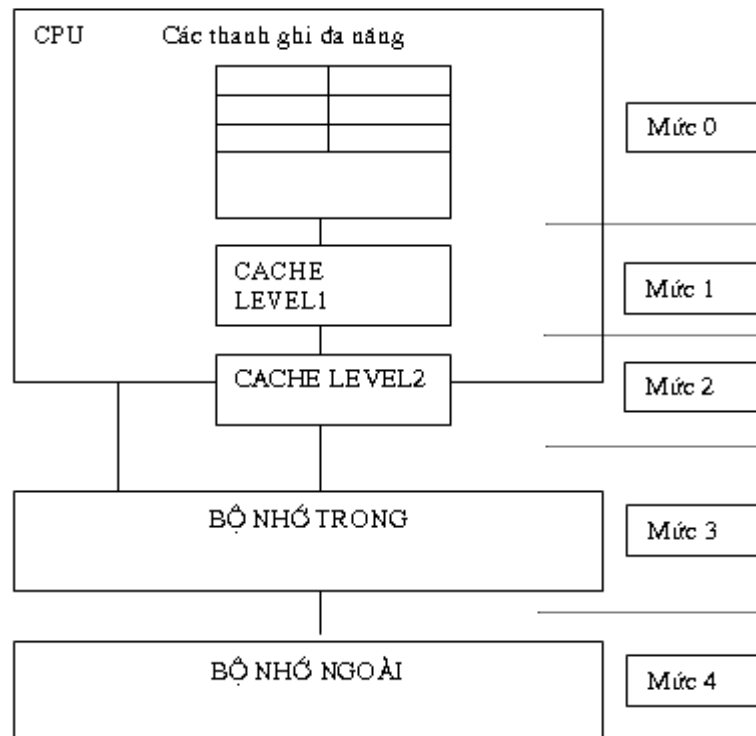 CPU Các thanh ghi đa năng
Mức 0
CACHE
LEVEL1
Mức 1
CACHE LEVEL2
Mức 2
BỘ NHỚ TRONG
Mức 3
BỘ NHỚ NGOÀI
Mức 4